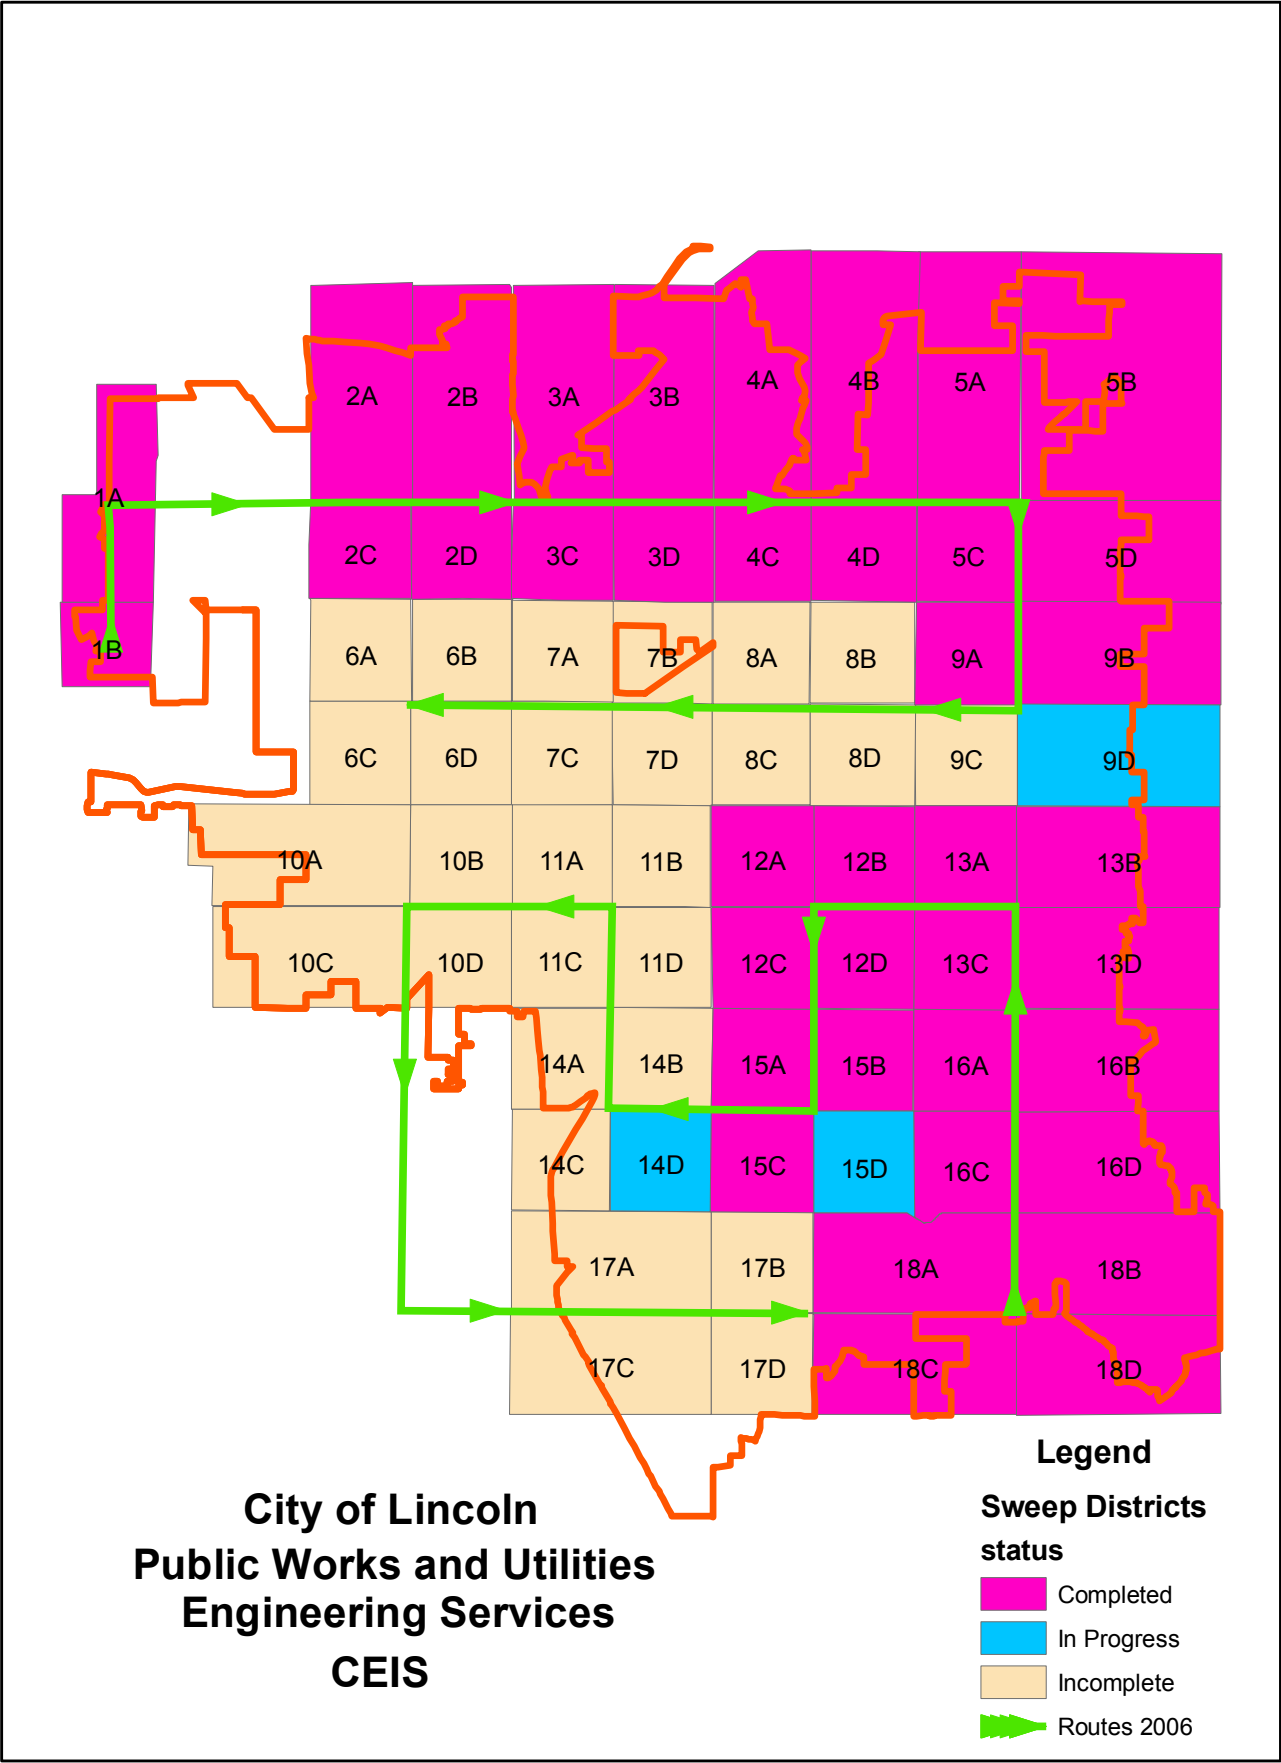 2A
2B
3A
3B
4A
4B
5A
5B
1A
2C
2D
3C
3D
4C
4D
5C
5D
1B
6A
6B
7A
7B
8A
8B
9A
9B
6C
6D
7C
7D
8C
8D
9C
9D
10A
10B
11A
11B
12A
12B
13A
13B
10C
10D
11C
11D
12C
12D
13C
13D
14A
14B
15A
15B
16A
16B
14C
14D
15C
15D
16C
16D
17A
17B
18A
18B
17C
17D
18C
18D
City of Lincoln
Public Works and Utilities
Engineering Services
CEIS
Legend
Sweep Districts
status
Completed
In Progress
Incomplete
Routes 2006